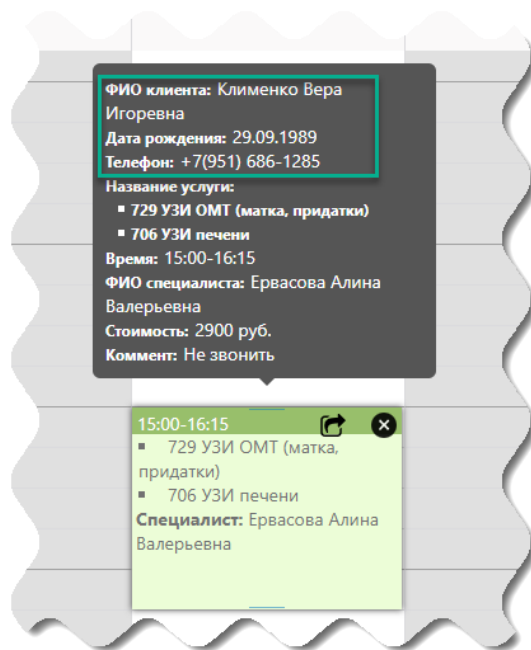 ФИО клиента: Клименко Вера
Игоревна
Дата рождения: 29.09.1989
Телефон: +7(951) 686-1285
Название услуги:
▪ 729 УЗИ ОМТ (матка, придатки)
▪ 706 УЗИ печени
Время: 15:00-16:15
ФИО специалиста: Ервасова Алина
Валерьевна
Стоимость: 2900 руб.
Коммент: Не звонить
15:00-16:15
▪ 729 УЗИ ОМТ (матка,
придатки)
▪ 706 УЗИ печени
Специалист: Ервасова Алина
Валерьевна